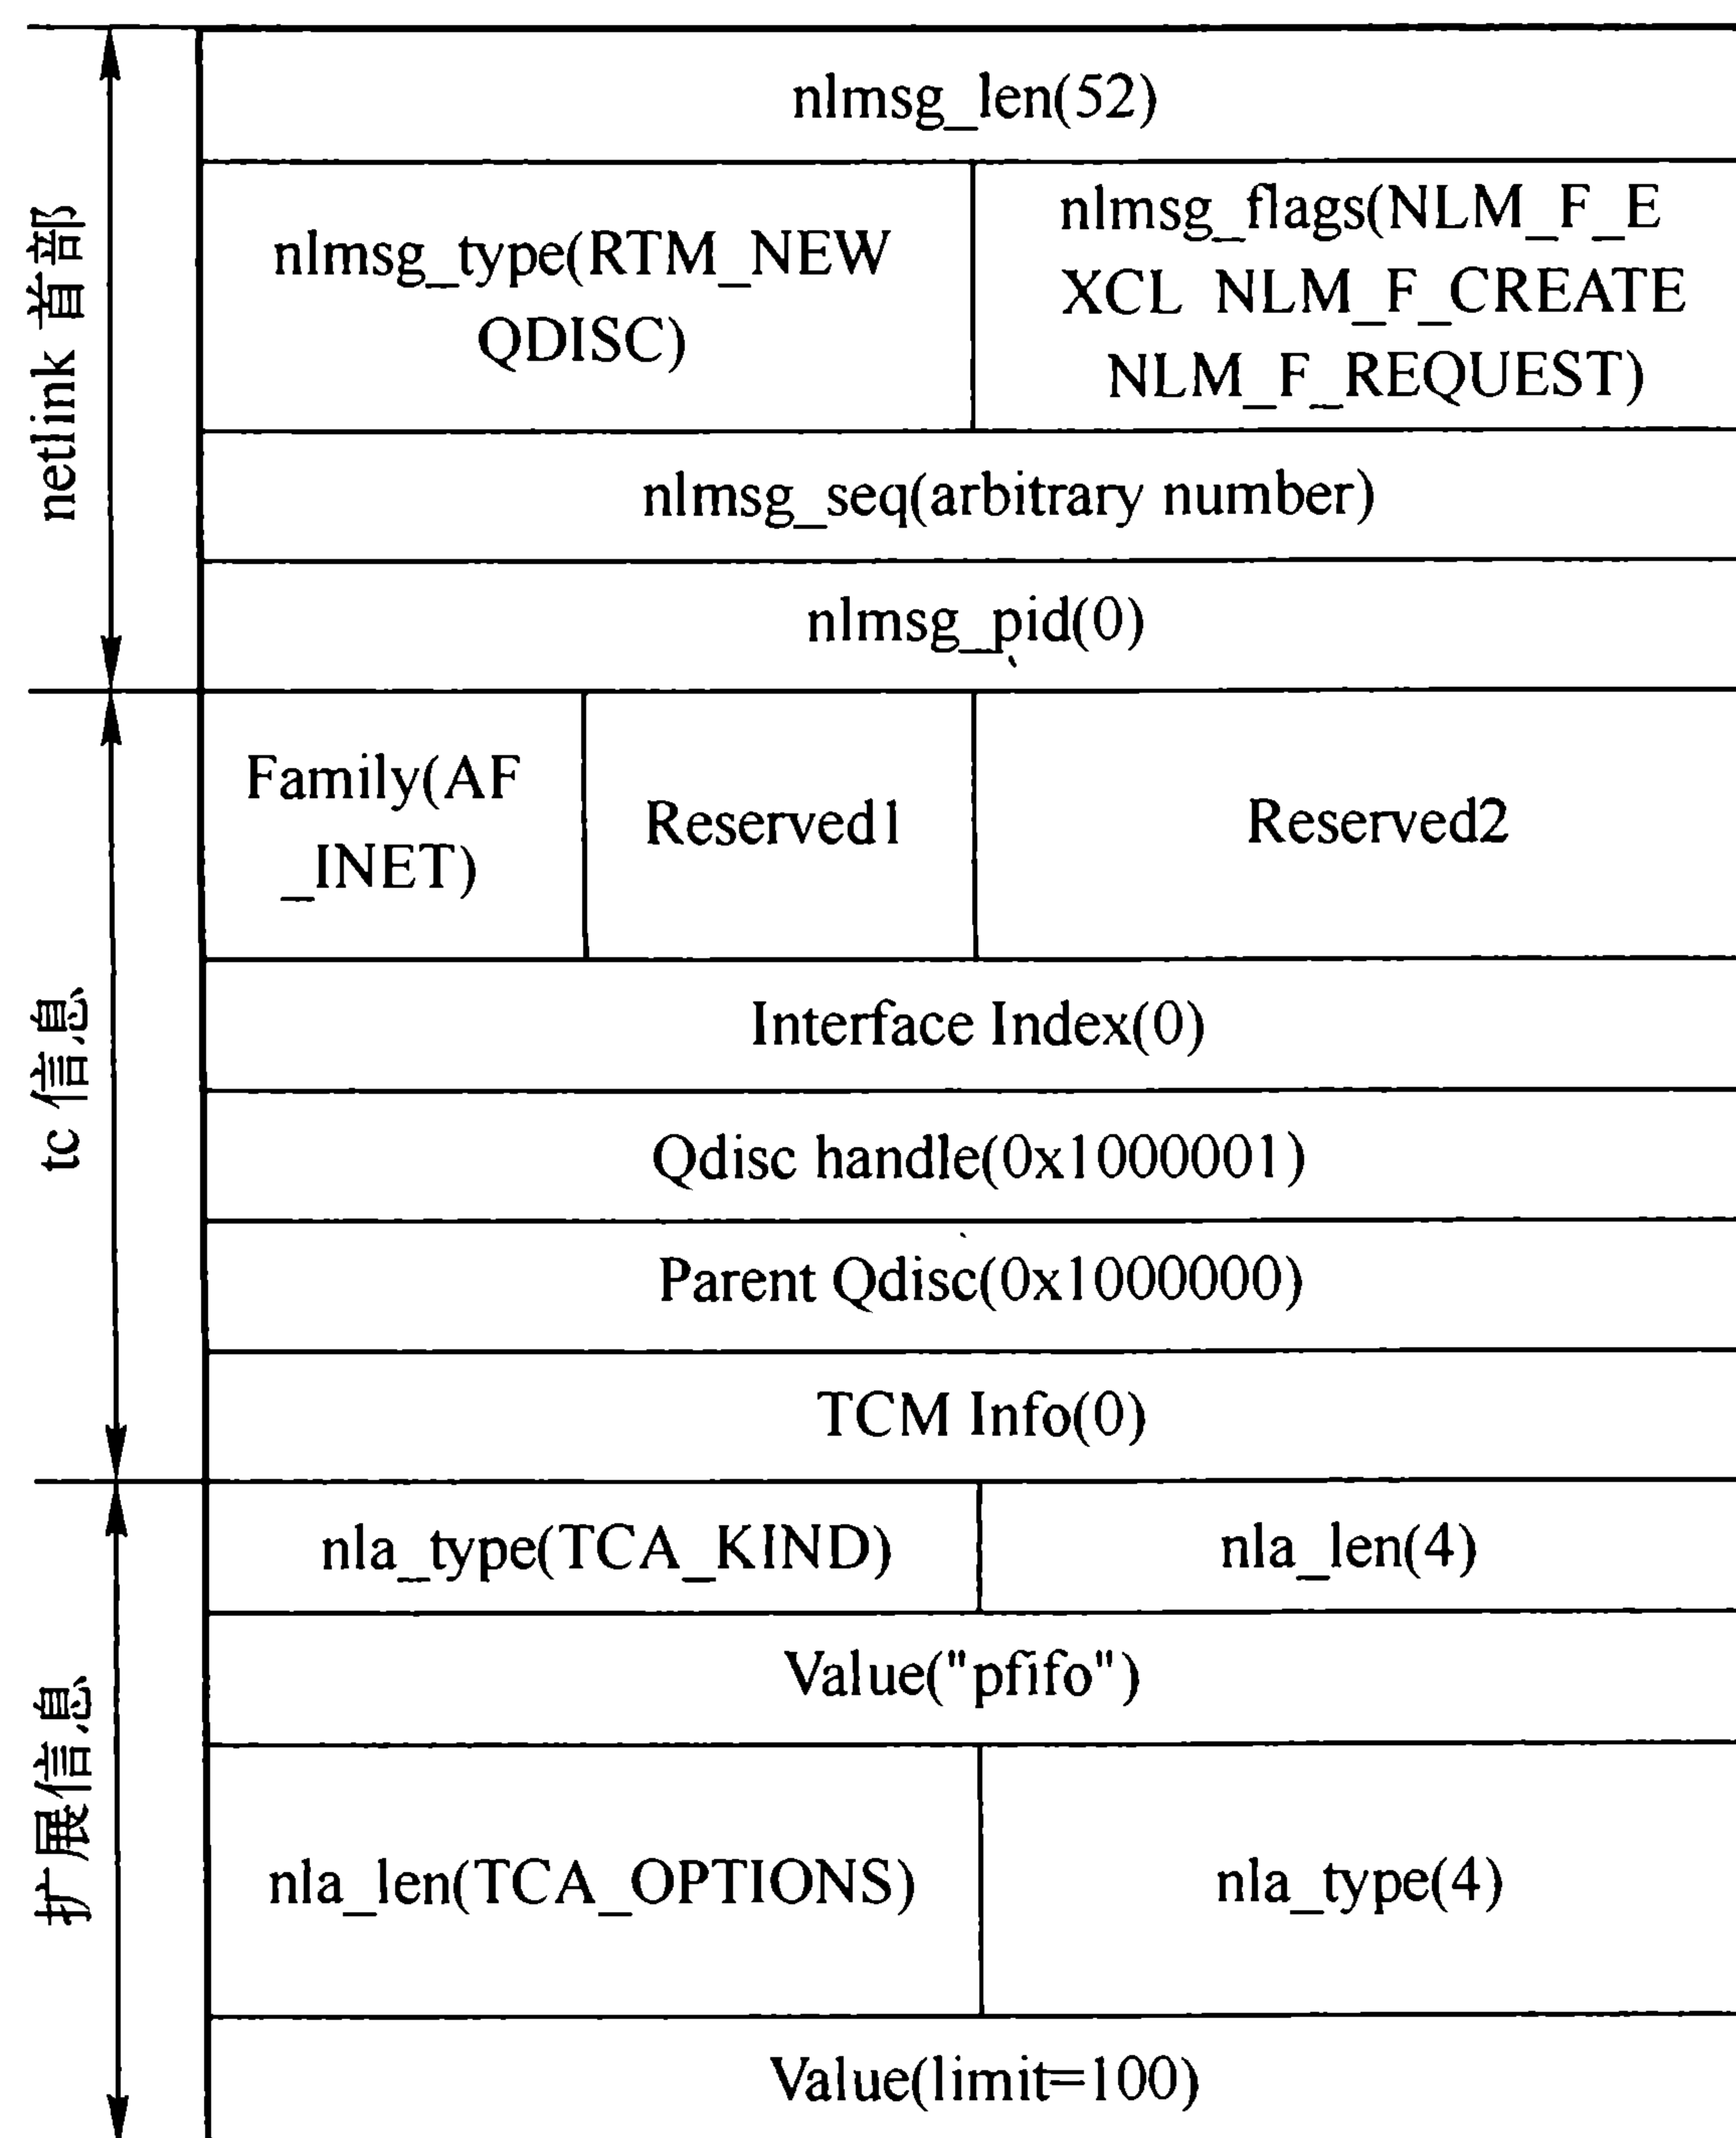 netlink 首部
nlmsg_len(52)
nlmsg_type(RTM_NEW
QDISC)
nlmsg_flags(NLM_F_E
XCL NLM_F_CREATE
NLM_F_REQUEST)
nlmsg_seq(arbitrary number)
nlmsg_pid(0)
tc 信息
Family(AF
_INET)
Reserved1
Reserved2
Interface Index(0)
Qdisc handle(0x1000001)
Parent Qdisc(0x1000000)
TCM Info(0)
扩展信息
nla_type(TCA_KIND)
nla_len(4)
Value("pfifo")
nla_len(TCA_OPTIONS)
nla_type(4)
Value(limit=100)